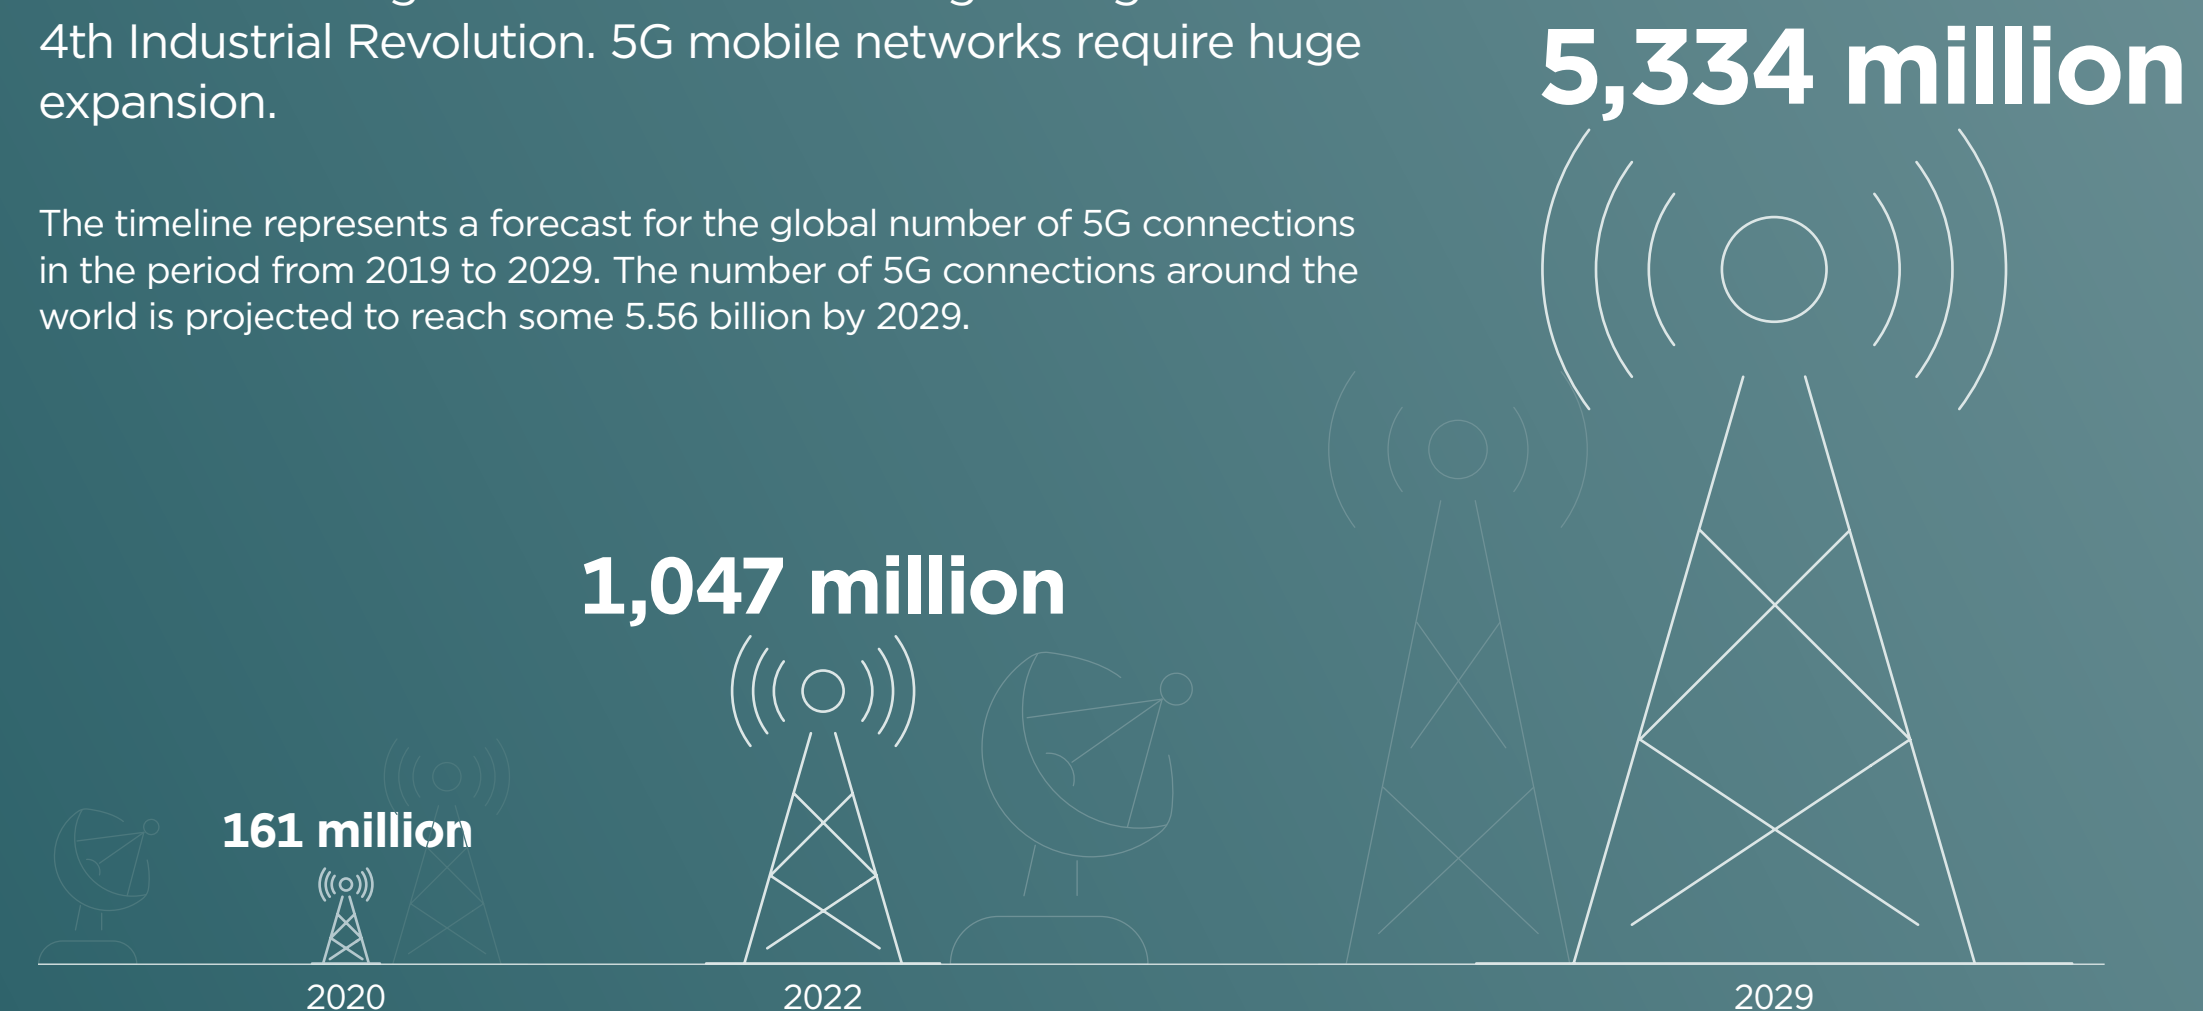 4th Industrial Revolution. 5G mobile networks require huge
expansion.
The timeline represents a forecast for the global number of 5G connections
in the period from 2019 to 2029. The number of 5G connections around the
world is projected to reach some 5.56 billion by 2029.
5,334 million
1,047 million
161 million
2020
2022
2029